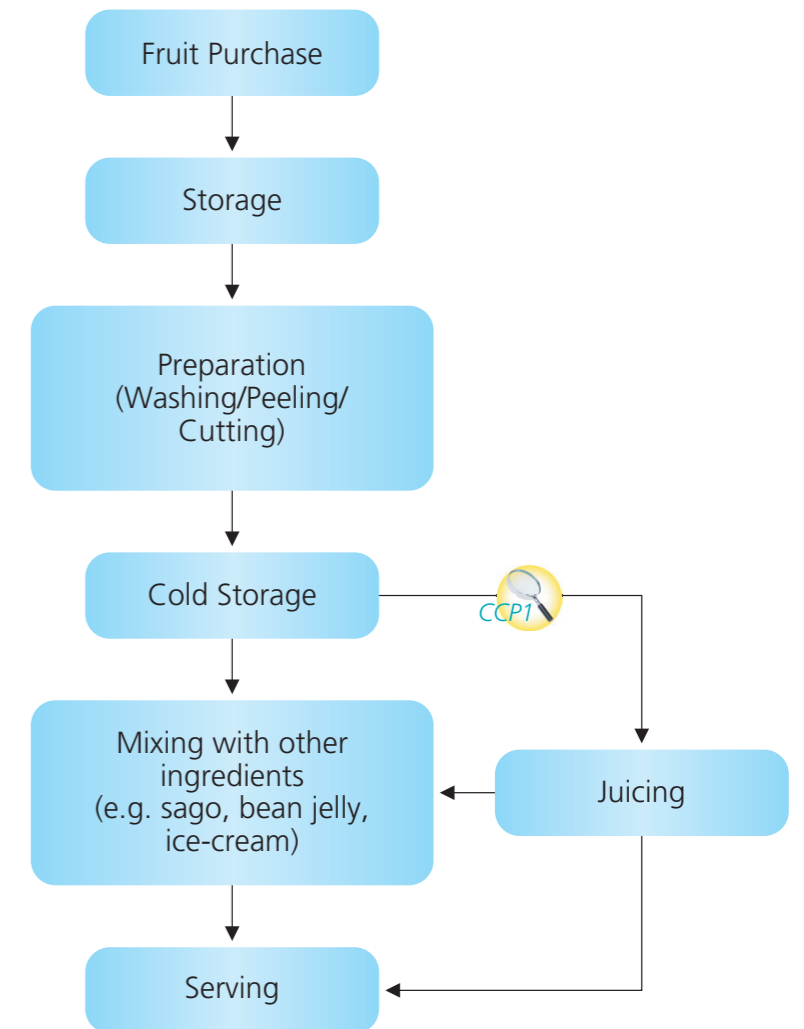 Fruit Purchase
Storage
Preparation
(Washing/Peeling/
Cutting)
Cold Storage
CCP1
Mixing with other
ingredients
(e.g. sago, bean jelly,
ice-cream)
Juicing
Serving